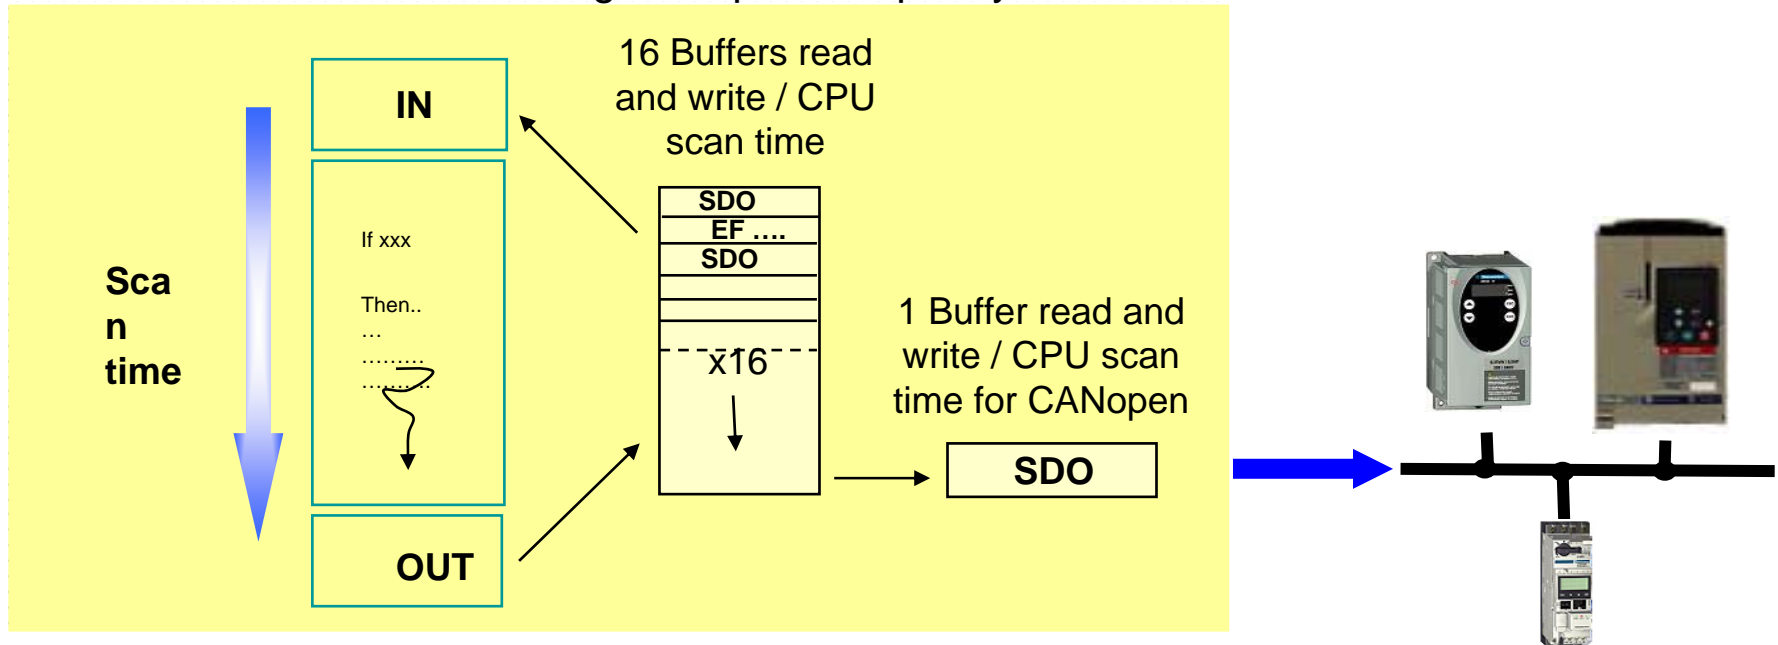 16 Buffers read
and write / CPU
scan time
IN
SDO
EF ....
SDO
If xxx
Then..
...
.........
..........
Sca
n
time
x16
1 Buffer read and
write / CPU scan
time for CANopen
SDO
OUT